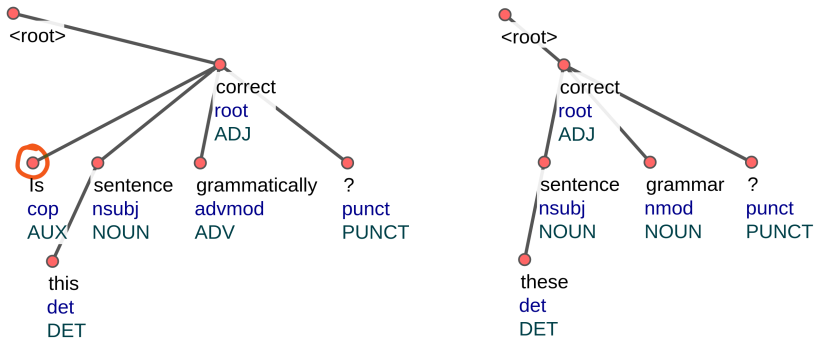 <root>
correct
root
ADJ
Is
cop
AUX
sentence
nsubj
NOUN
grammatically
advmod
ADV
?
punct
PUNCT
this
det
DET
<root>
correct
root
ADJ
sentence
nsubj
NOUN
grammar
nmod
NOUN
?
punct
PUNCT
these
det
DET